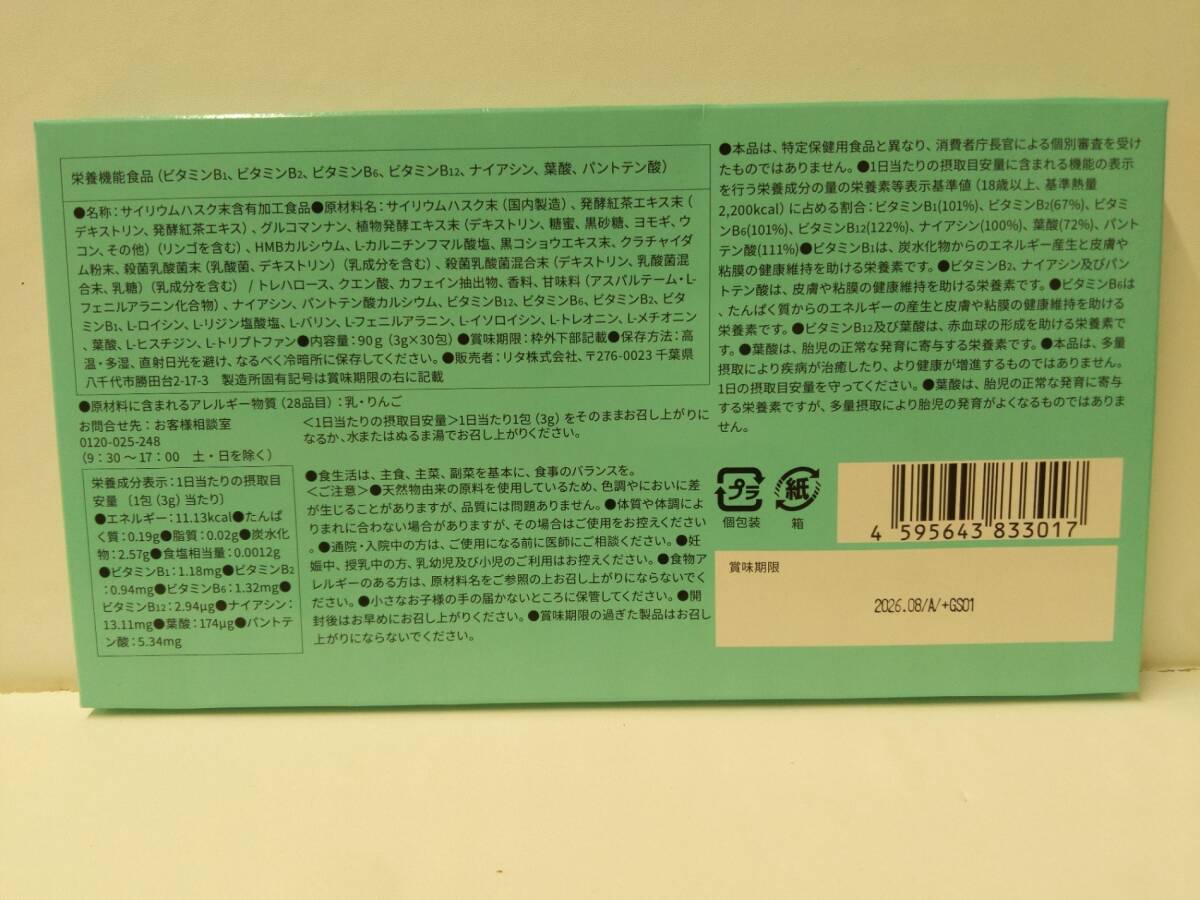 栄養機能食品（ビタミンB1、ビタミンB2、ビタミンB6、ビタミンB12、ナイアシン、葉酸、パントテン酸）
●名称：サイリウムハスク末含有加工食品●原材料名：サイリウムハスク末（国内製造）、発酵紅茶エキス末（
デキストリン、発酵紅茶エキス）、グルコマンナン、植物発酵エキス末（デキストリン、糖蜜、黒砂糖、ヨモギ、ウ
コン、その他）（リンゴを含む）、HMBカルシウム、L-カルニチンフマル酸塩、黒コショウエキス末、クラチャイダ
ム粉末、殺菌乳酸菌末（乳酸菌、デキストリン）（乳成分を含む）、殺菌乳酸菌混合末（デキストリン、乳酸菌混
合末、乳糖）（乳成分を含む） / トレハロース、クエン酸、カフェイン抽出物、香料、甘味料（アスパルテーム・L-
フェニルアラニン化合物）、ナイアシン、パントテン酸カルシウム、ビタミンB12、ビタミンB6、ビタミンB2、ビタ
ミンB1、L-ロイシン、L-リジン塩酸塩、L-バリン、L-フェニルアラニン、L-イソロイシン、L-トレオニン、L-メチオニン
、葉酸、L-ヒスチジン、L-トリプトファン●内容量：90g（3g×30包）●賞味期限：枠外下部記載●保存方法：高
温・多湿、直射日光を避け、なるべく冷暗所に保存してください。●販売者：リタ株式会社、〒276-0023 千葉県
八千代市勝田台2-17-3 製造所固有記号は賞味期限の右に記載
●原材料に含まれるアレルギー物質（28品目）：乳・りんご
お問合せ先：お客様相談室
0120-025-248
（9：30～17：00 土・日を除く）
＜1日当たりの摂取目安量＞1日当たり1包（3g）をそのままお召し上がりに
なるか、水またはぬるま湯でお召し上がりください。
栄養成分表示：1日当たりの摂取目
安量〔1包（3g）当たり〕
●エネルギー：11.13kcal●たんぱ
く質：0.19g●脂質：0.02g●炭水化
物：2.57g●食塩相当量：0.0012g
●ビタミンB1：1.18mg●ビタミンB2
：0.94mg●ビタミンB6：1.32mg●
ビタミンB12：2.94μg●ナイアシン：
13.11mg●葉酸：174μg●パントテ
ン酸：5.34mg
●食生活は、主食、主菜、副菜を基本に、食事のバランスを。
＜ご注意＞●天然物由来の原料を使用しているため、色調やにおいに差
が生じることがありますが、品質には問題ありません。●体質や体調によ
りまれに合わない場合がありますが、その場合はご使用をお控えください
。●通院・入院中の方は、ご使用になる前に医師にご相談ください。●妊
娠中、授乳中の方、乳幼児及び小児のご利用はお控えください。●食物ア
レルギーのある方は、原材料名をご参照の上お召し上がりにならないでく
ださい。●小さなお子様の手の届かないところに保管してください。●開
封後はお早めにお召し上がりください。●賞味期限の過ぎた製品はお召し
上がりにならないでください。
●本品は、特定保健用食品と異なり、消費者庁長官による個別審査を受け
たものではありません。●1日当たりの摂取目安量に含まれる機能の表示
を行う栄養成分の量の栄養素等表示基準値（18歳以上、基準熱量
2,200kcal）に占める割合：ビタミンB1(101%)、ビタミンB2(67%)、ビタミ
ンB6(101%)、ビタミンB12(122%)、ナイアシン(100%)、葉酸(72%)、パント
テン酸(111%)●ビタミンB1は、炭水化物からのエネルギー産生と皮膚や
粘膜の健康維持を助ける栄養素です。●ビタミンB2、ナイアシン及びパン
トテン酸は、皮膚や粘膜の健康維持を助ける栄養素です。●ビタミンB6は
、たんぱく質からのエネルギーの産生と皮膚や粘膜の健康維持を助ける
栄養素です。●ビタミンB12及び葉酸は、赤血球の形成を助ける栄養素で
す。●葉酸は、胎児の正常な発育に寄与する栄養素です。●本品は、多量
摂取により疾病が治癒したり、より健康が増進するものではありません。
1日の摂取目安量を守ってください。●葉酸は、胎児の正常な発育に寄与
する栄養素ですが、多量摂取により胎児の発育がよくなるものではありま
せん。
プラ
個包装
紙
箱
4 595643 833017
賞味期限
2026.08/A/+GS01